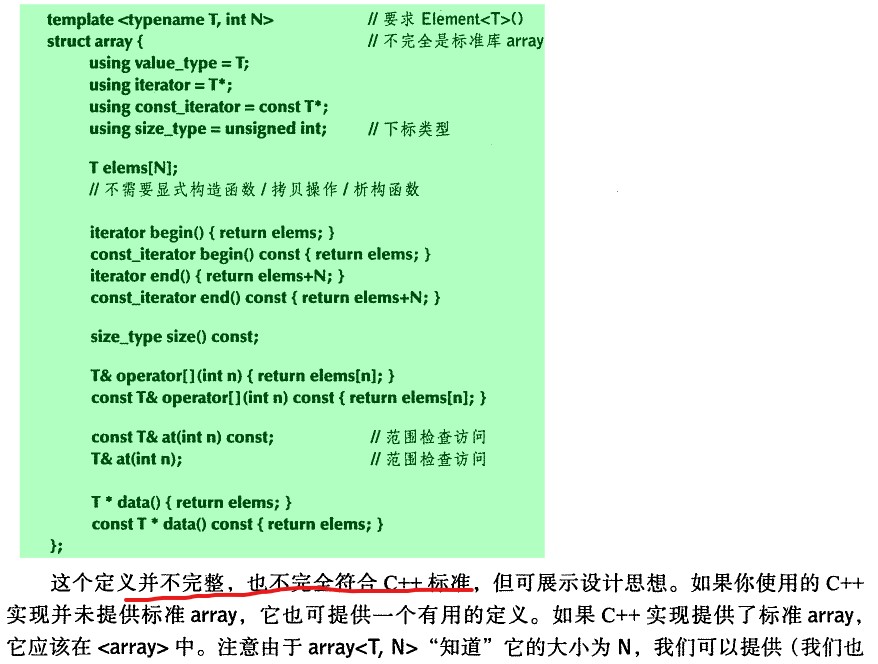 template <typename T, int N> // 要求 Element<T>()
struct array { // 不完全是标准库 array
using value_type = T;
using iterator = T*;
using const_iterator = const T*;
using size_type = unsigned int; // 下标类型
T elems[N];
// 不需要显式构造函数 / 拷贝操作 / 析构函数
iterator begin() { return elems; }
const_iterator begin() const { return elems; }
iterator end() { return elems+N; }
const_iterator end() const { return elems+N; }
size_type size() const;
T& operator[](int n) { return elems[n]; }
const T& operator[](int n) const { return elems[n]; }
const T& at(int n) const; // 范围检查访问
T& at(int n); // 范围检查访问
T * data() { return elems; }
const T * data() const { return elems; }
};
这个定义并不完整，也不完全符合 C++ 标准，但可展示设计思想。如果你使用的 C++
实现并未提供标准 array，它也可提供一个有用的定义。如果 C++ 实现提供了标准 array，
它应该在 <array> 中。注意由于 array<T, N> “知道”它的大小为 N，我们可以提供（我们也